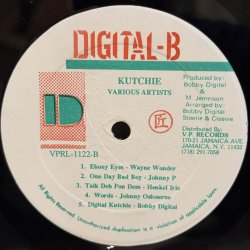 DIGITAL-B
KUTCHIE
VARIOUS ARTISTS
Produced by:
Bobby Digital
&
M. Jameison
Arranged by:
Bobby Digital
Steelie & Cleevie
Distributed By:
V.P. RECORDS
170-21 JAMAICA AVE
JAMAICA, N.Y. 11432
(718) 291-7058
D
匠
VPRL-1122-B
1. Ebony Eyes - Wayne Wonder
2. One Day Bad Boy - Johnny P
3. Talk Deh Pon Dem - Henkel Irie
4. Words - Johnny Osbourne
5. Digital Kutchie - Bobby Digital
All Rights Reserved. Unauthorized duplication is a violation of applicable laws.